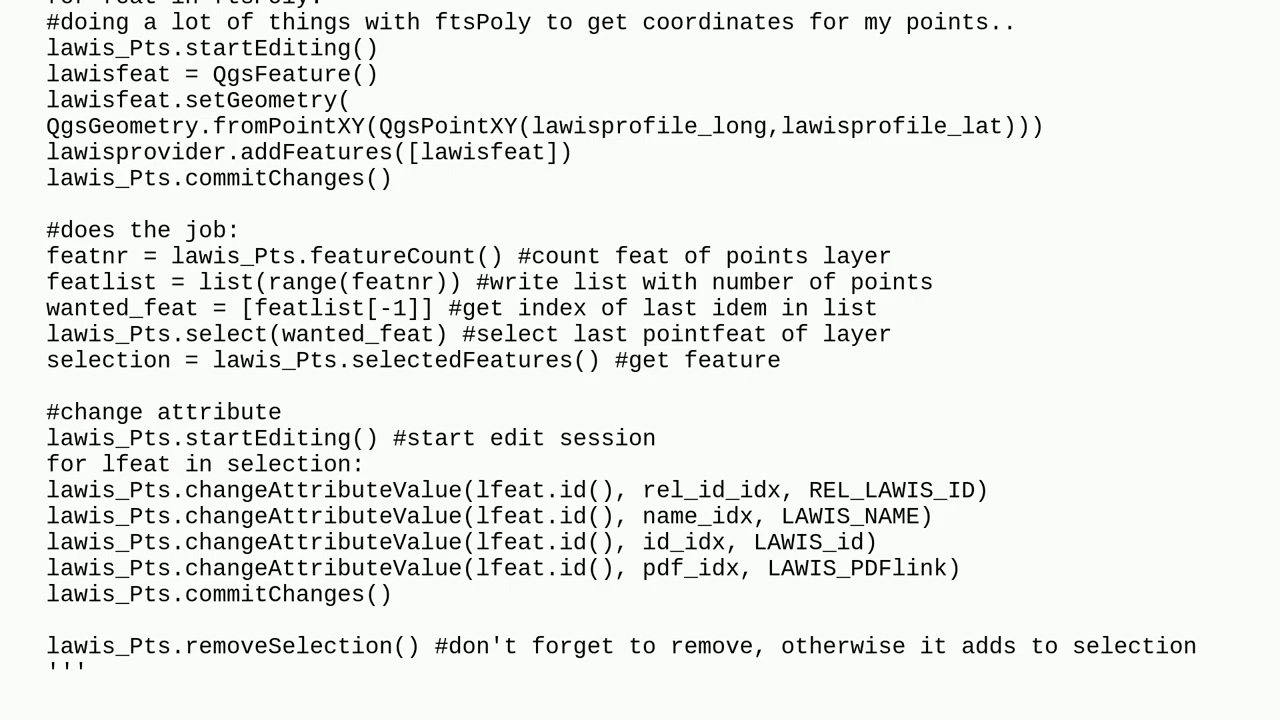 for feat in ftsPoly:
#doing a lot of things with ftsPoly to get coordinates for my points..
lawis_Pts.startEditing()
lawisfeat = QgsFeature()
lawisfeat.setGeometry(
QgsGeometry.fromPointXY(QgsPointXY(lawisprofile_long,lawisprofile_lat)))
lawisprovider.addFeatures([lawisfeat])
lawis_Pts.commitChanges()

#does the job:
featnr = lawis_Pts.featureCount() #count feat of points layer
featlist = list(range(featnr)) #write list with number of points
wanted_feat = [featlist[-1]] #get index of last idem in list
lawis_Pts.select(wanted_feat) #select last pointfeat of layer
selection = lawis_Pts.selectedFeatures() #get feature

#change attribute
lawis_Pts.startEditing() #start edit session
for lfeat in selection:
lawis_Pts.changeAttributeValue(lfeat.id(), rel_id_idx, REL_LAWIS_ID)
lawis_Pts.changeAttributeValue(lfeat.id(), name_idx, LAWIS_NAME)
lawis_Pts.changeAttributeValue(lfeat.id(), id_idx, LAWIS_id)
lawis_Pts.changeAttributeValue(lfeat.id(), pdf_idx, LAWIS_PDFlink)
lawis_Pts.commitChanges()

lawis_Pts.removeSelection() #don't forget to remove, otherwise it adds to selection
'''